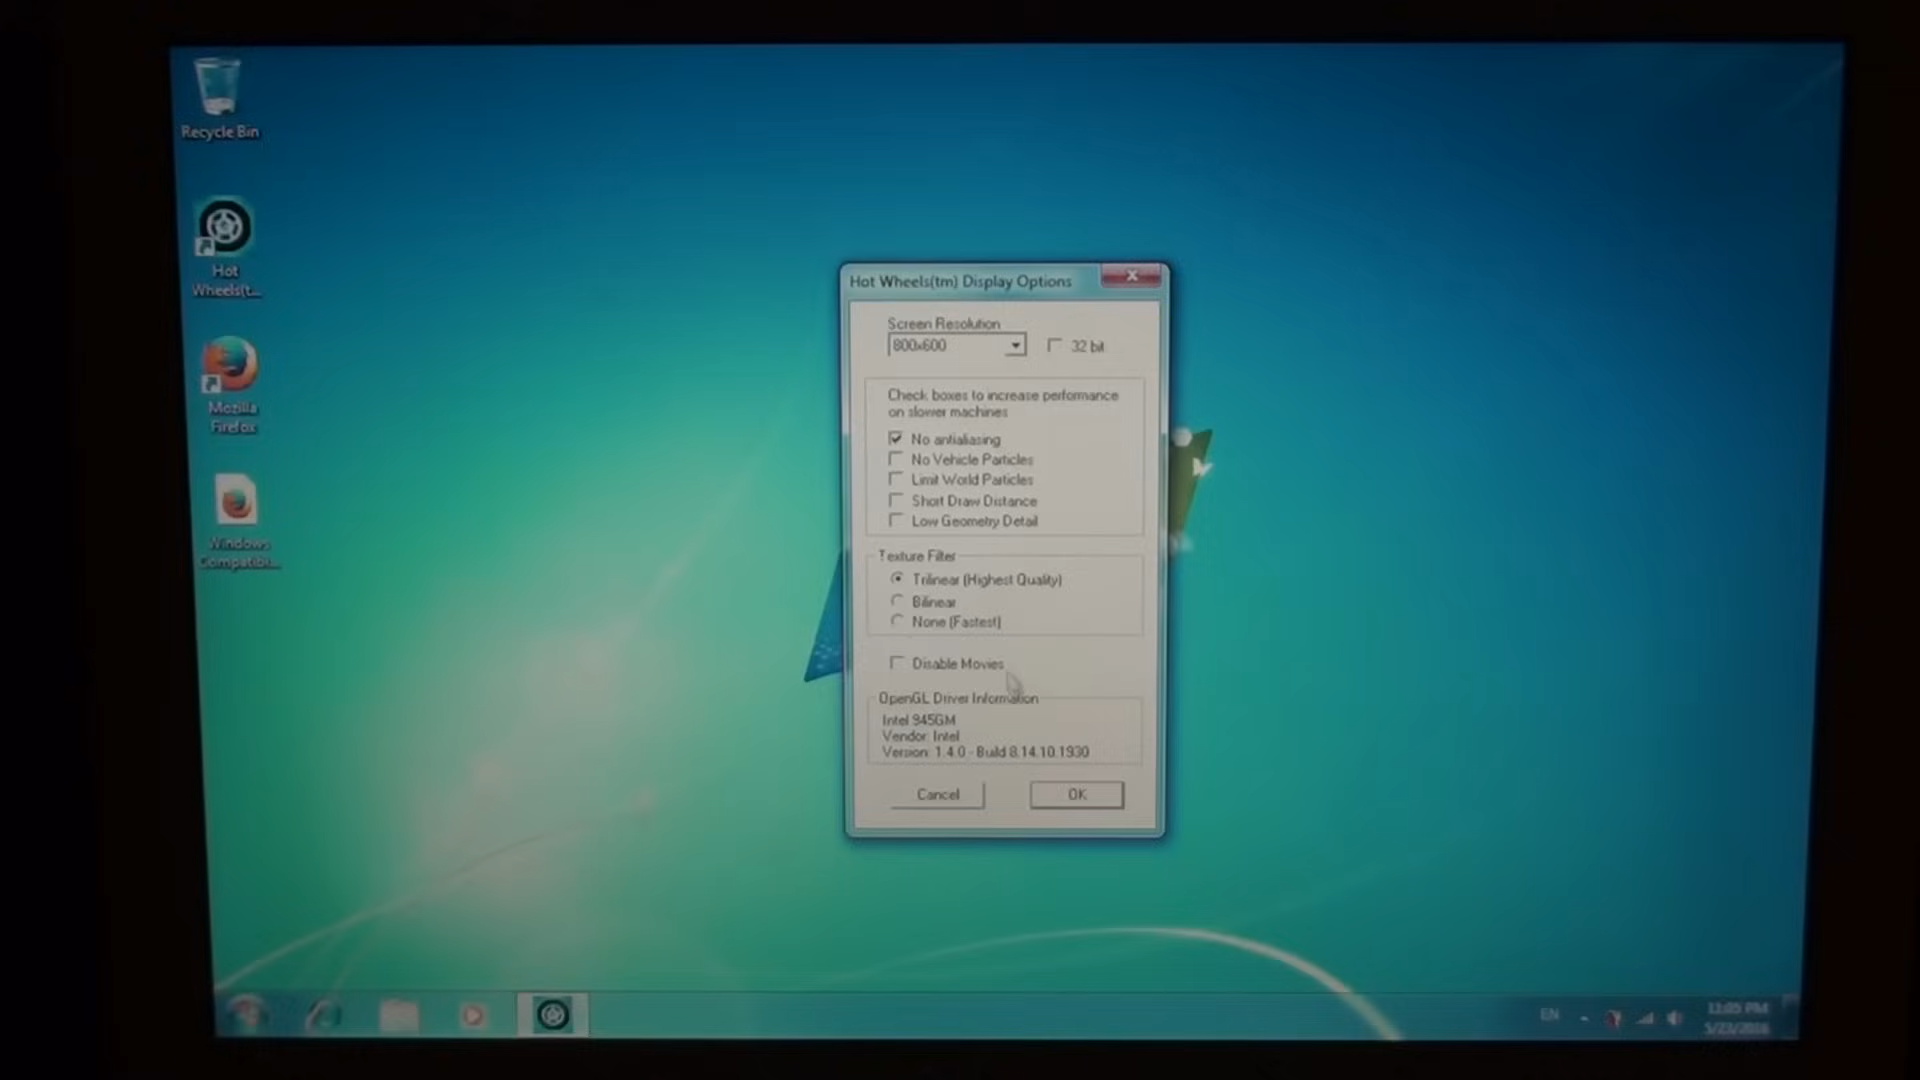 Recycle Bin
Hot
Wheels(t...
Mozilla
Firefox
Windows
Compatibi...
Hot Wheels(tm) Display Options
Screen Resolution
800x600
32 bit
Check boxes to increase performance
on slower machines
No antialiasing
No Vehicle Particles
Limit World Particles
Short Draw Distance
Low Geometry Detail
Texture Filter
Trilinear (Highest Quality)
Bilinear
None (Fastest)
Disable Movies
OpenGL Driver Information
Intel 945GM
Vendor: Intel
Version: 1.4.0 - Build 8.14.10.1930
Cancel
OK
EN
11:05 PM
5/23/2016